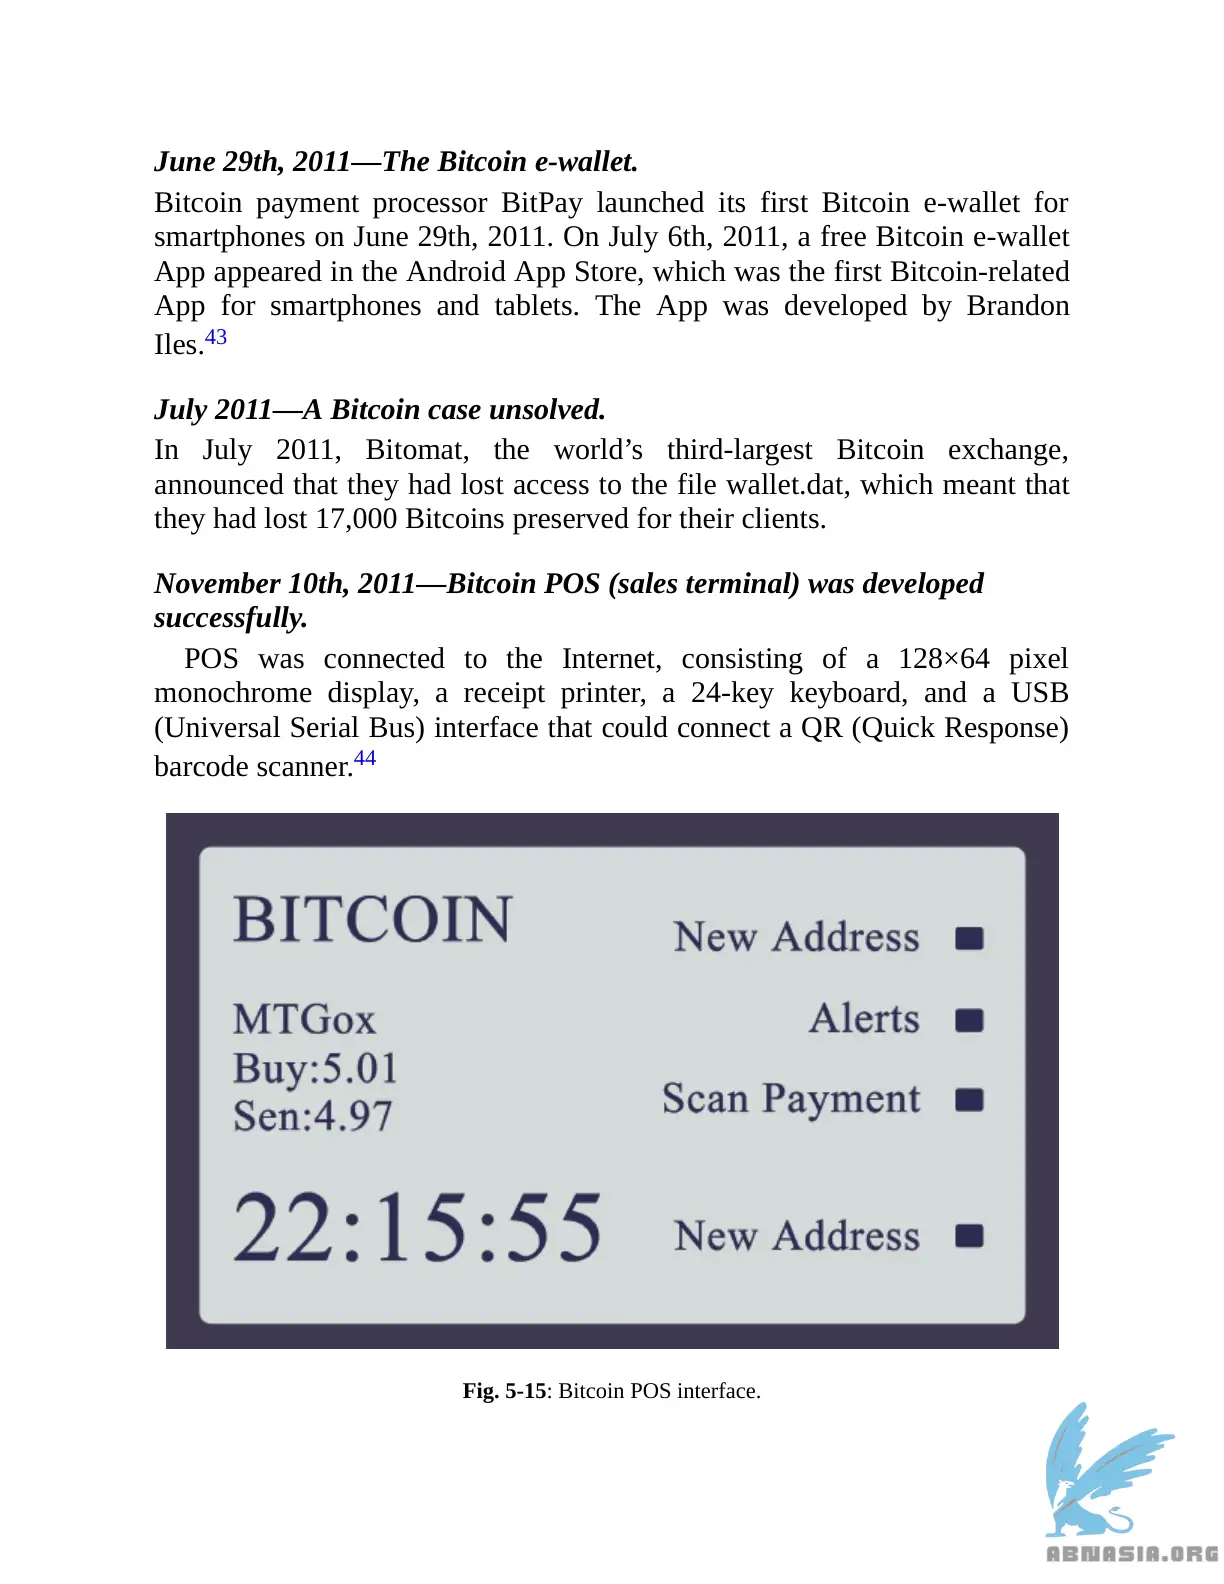 June 29th, 2011—The Bitcoin e-wallet.
Bitcoin payment processor BitPay launched its first Bitcoin e-wallet for
smartphones on June 29th, 2011. On July 6th, 2011, a free Bitcoin e-wallet
App appeared in the Android App Store, which was the first Bitcoin-related
App for smartphones and tablets. The App was developed by Brandon
Iles.43
July 2011—A Bitcoin case unsolved.
In July 2011, Bitomat, the world’s third-largest Bitcoin exchange,
announced that they had lost access to the file wallet.dat, which meant that
they had lost 17,000 Bitcoins preserved for their clients.
November 10th, 2011—Bitcoin POS (sales terminal) was developed
successfully.
POS was connected to the Internet, consisting of a 128×64 pixel
monochrome display, a receipt printer, a 24-key keyboard, and a USB
(Universal Serial Bus) interface that could connect a QR (Quick Response)
barcode scanner.44
BITCOIN
MTGox
Buy:5.01
Sen:4.97
22:15:55
New Address
Alerts
Scan Payment
New Address
Fig. 5-15: Bitcoin POS interface.
ABNASIA.ORG